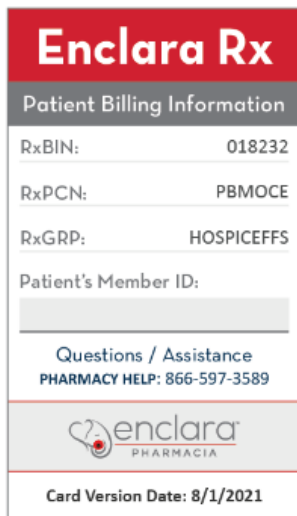 Enclara Rx
Patient Billing Information
RxBIN: 018232
RxPCN: PBMOCE
RxGRP: HOSPICEFFS
Patient's Member ID:
Questions / Assistance
PHARMACY HELP: 866-597-3589
enclara
PHARMACIA
Card Version Date: 8/1/2021